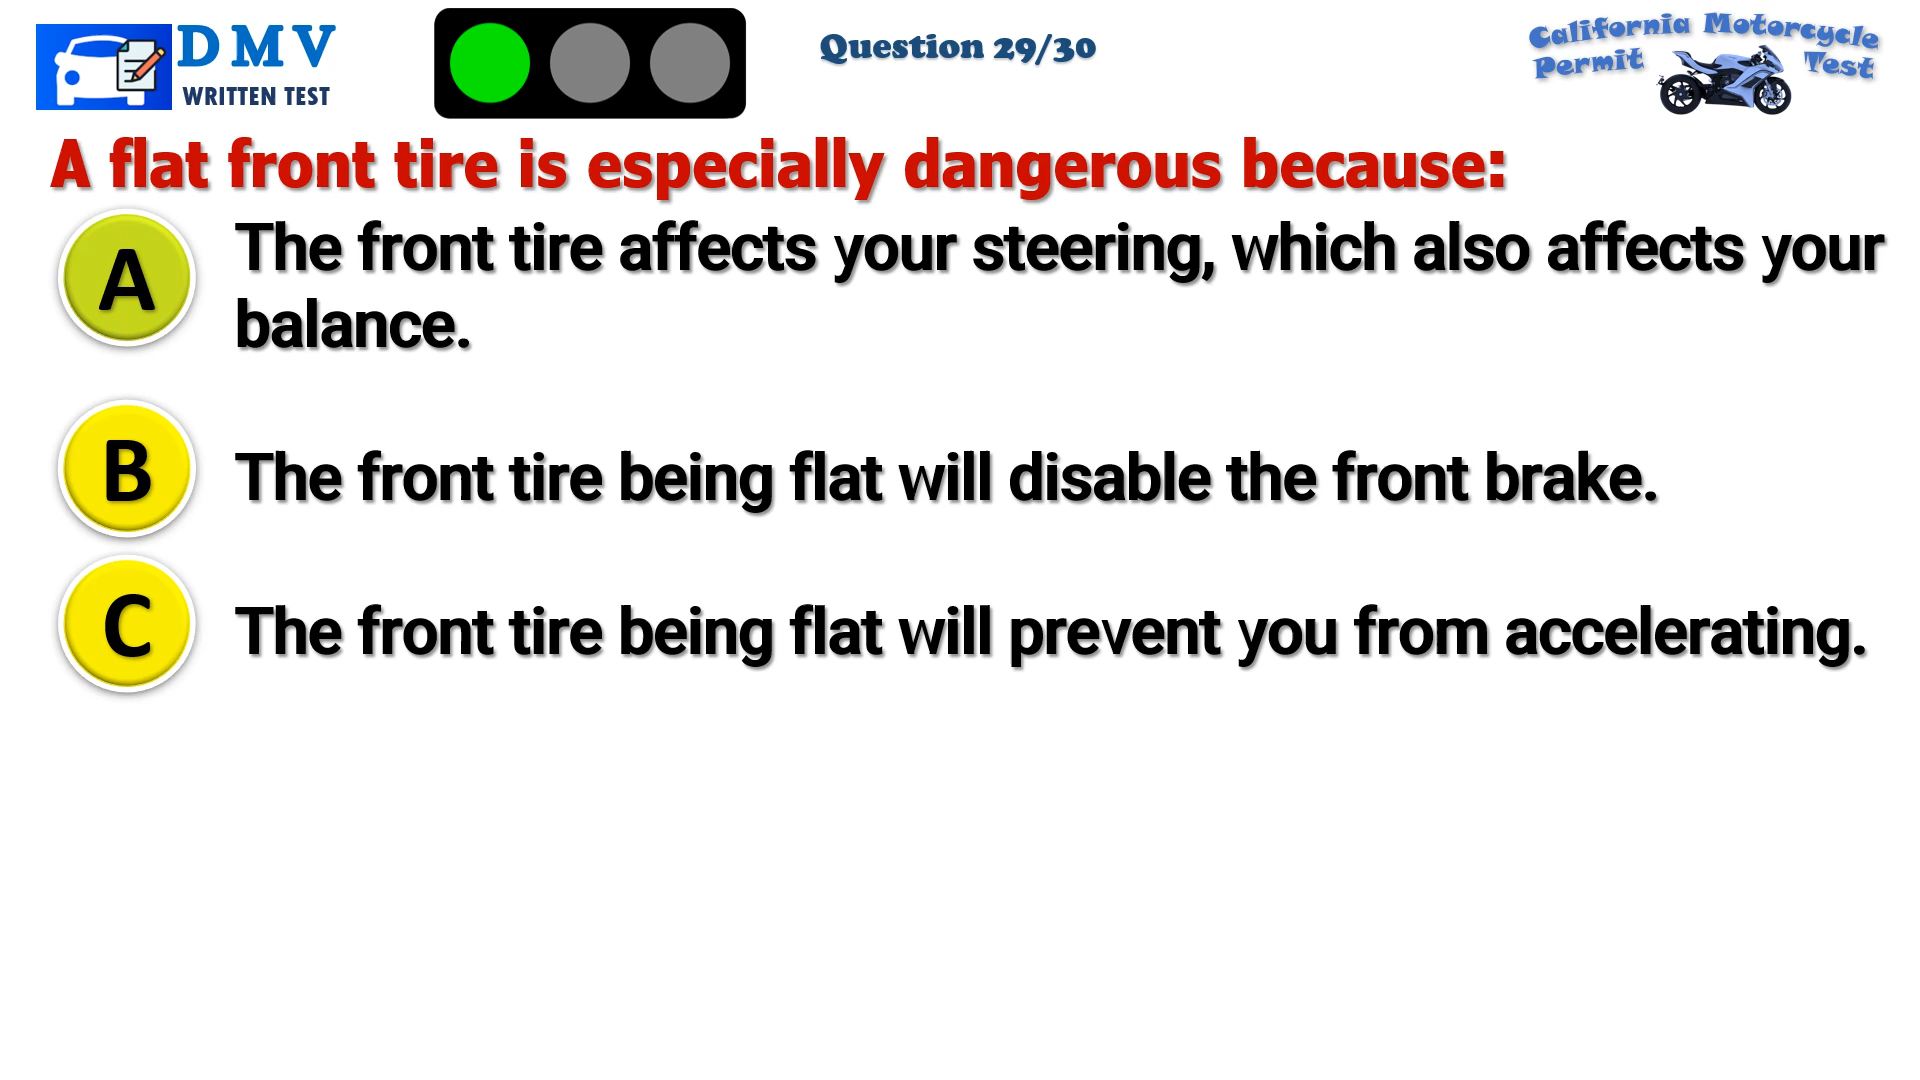 DMV
WRITTEN TEST
Question 29/30
California Motorcycle
Permit Test
A flat front tire is especially dangerous because:
A
The front tire affects your steering, which also affects your
balance.
B
The front tire being flat will disable the front brake.
C
The front tire being flat will prevent you from accelerating.